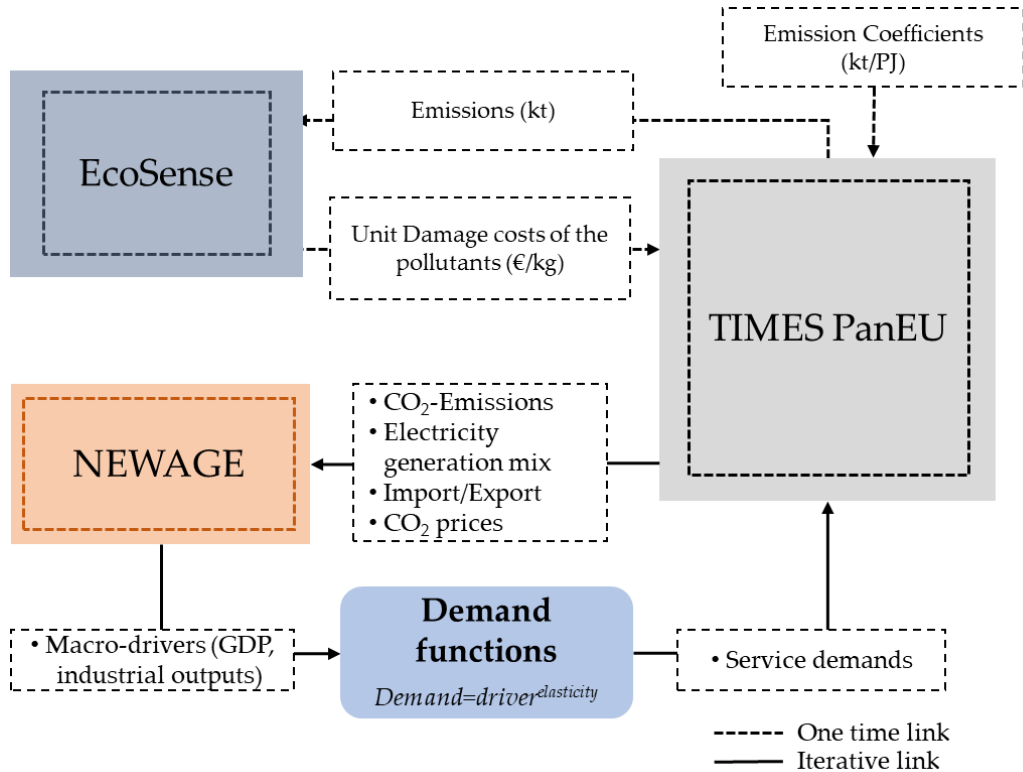 Emission Coefficients
(kt/PJ)
Emissions (kt)
EcoSense
Unit Damage costs of the
pollutants (€/kg)
TIMES PanEU
• CO₂-Emissions
• Electricity
generation mix
• Import/Export
• CO₂ prices
NEWAGE
Demand
functions
Demand=driverᵉˡᵃˢᵗⁱᶜⁱᵗʸ
• Macro-drivers (GDP,
industrial outputs)
• Service demands
One time link
Iterative link